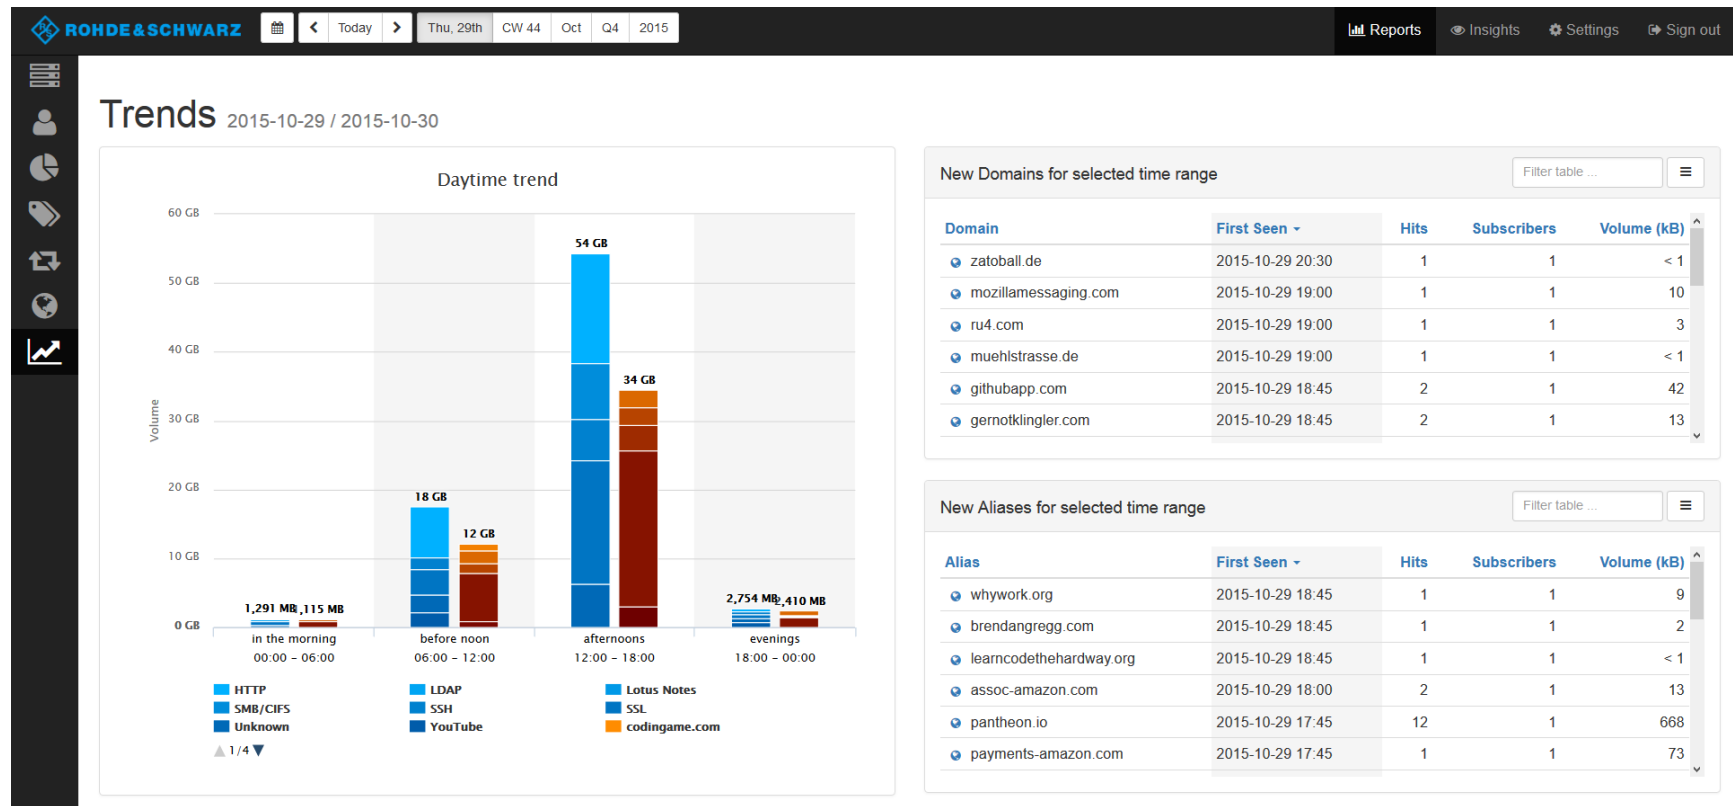 ROHDE&SCHWARZ Today Thu, 29th CW 44 Oct Q4 2015 Reports Insights Settings Sign out
Trends 2015-10-29 / 2015-10-30
Daytime trend
Volume
60 GB
50 GB
40 GB
30 GB
20 GB
10 GB
0 GB
1,291 MB
1,115 MB
18 GB
12 GB
54 GB
34 GB
2,754 MB
2,410 MB
in the morning before noon afternoons evenings
00:00 – 06:00 06:00 – 12:00 12:00 – 18:00 18:00 – 00:00
HTTP LDAP Lotus Notes
SMB/CIFS SSH SSL
Unknown YouTube codingame.com
1/4
New Domains for selected time range Filter table ...
Domain First Seen Hits Subscribers Volume (kB)
zatoball.de 2015-10-29 20:30 1 1 < 1
mozillamessaging.com 2015-10-29 19:00 1 1 10
ru4.com 2015-10-29 19:00 1 1 3
muehlstrasse.de 2015-10-29 19:00 1 1 < 1
githubapp.com 2015-10-29 18:45 2 1 42
gernotklingler.com 2015-10-29 18:45 2 1 13
New Aliases for selected time range Filter table ...
Alias First Seen Hits Subscribers Volume (kB)
whywork.org 2015-10-29 18:45 1 1 9
brendangregg.com 2015-10-29 18:45 1 1 2
learncodethehardway.org 2015-10-29 18:45 1 1 < 1
assoc-amazon.com 2015-10-29 18:00 2 1 13
pantheon.io 2015-10-29 17:45 12 1 668
payments-amazon.com 2015-10-29 17:45 1 1 73